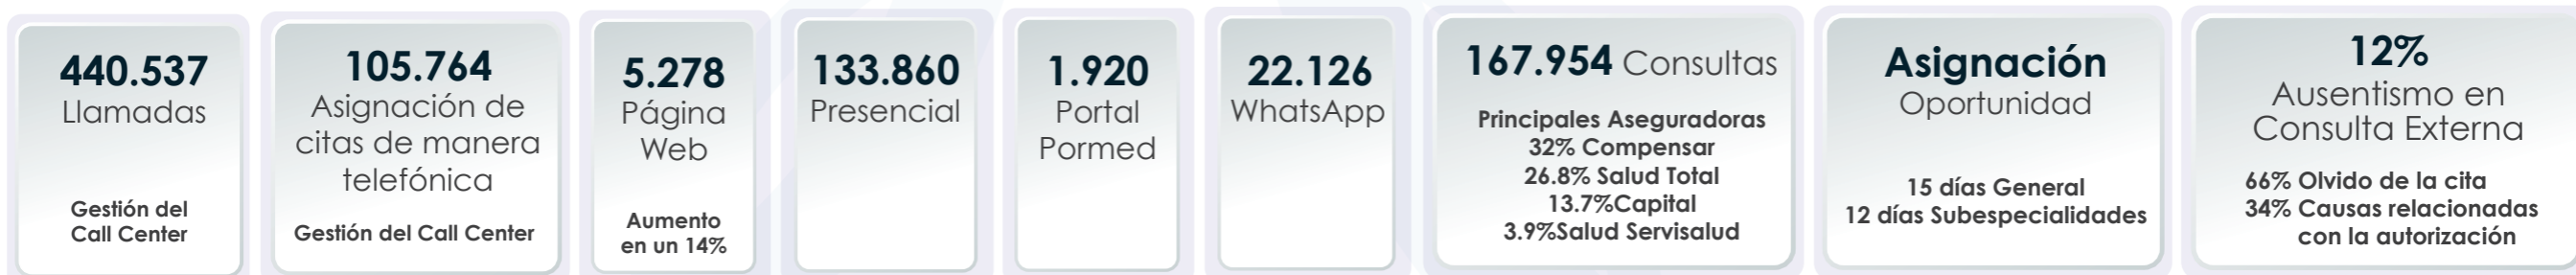 440.537
Llamadas
Gestión del
Call Center
105.764
Asignación de
citas de manera
telefónica
Gestión del Call Center
5.278
Página
Web
Aumento
en un 14%
133.860
Presencial
1.920
Portal
Pormed
22.126
WhatsApp
167.954 Consultas
Principales Aseguradoras
32% Compensar
26.8% Salud Total
13.7%Capital
3.9%Salud Servisalud
Asignación
Oportunidad
15 días General
12 días Subespecialidades
12%
Ausentismo en
Consulta Externa
66% Olvido de la cita
34% Causas relacionadas
con la autorización